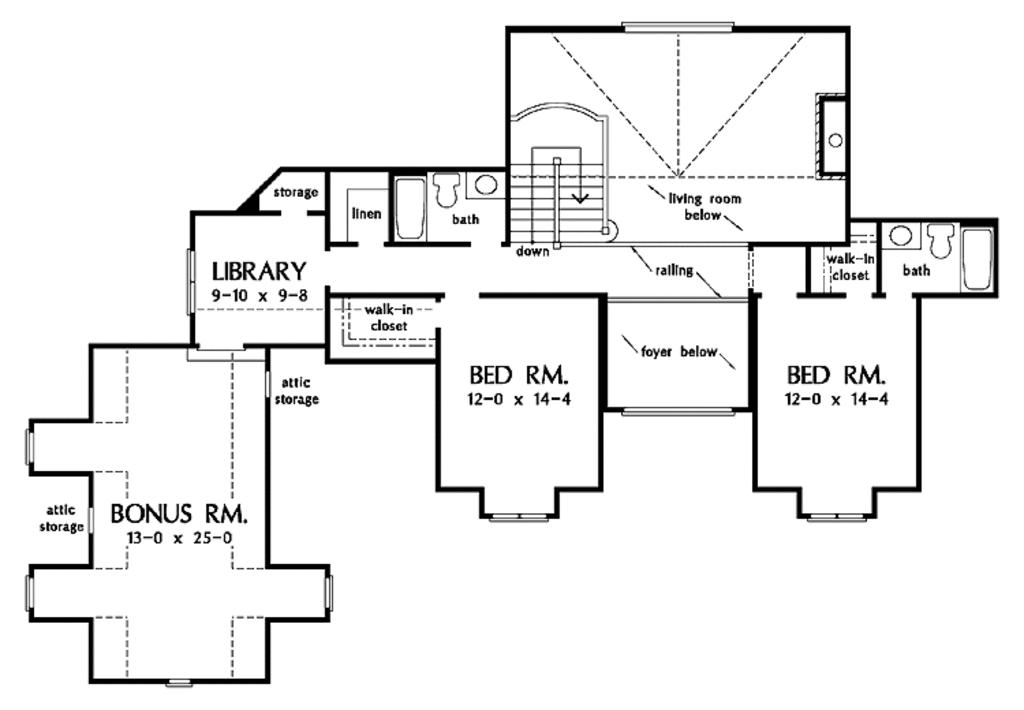 storage
linen
bath
living room
below
down
LIBRARY
9-10 x 9-8
railing
walk-in
closet
bath
walk-in
closet
foyer below
attic
storage
BED RM.
12-0 x 14-4
BED RM.
12-0 x 14-4
attic
storage
BONUS RM.
13-0 x 25-0